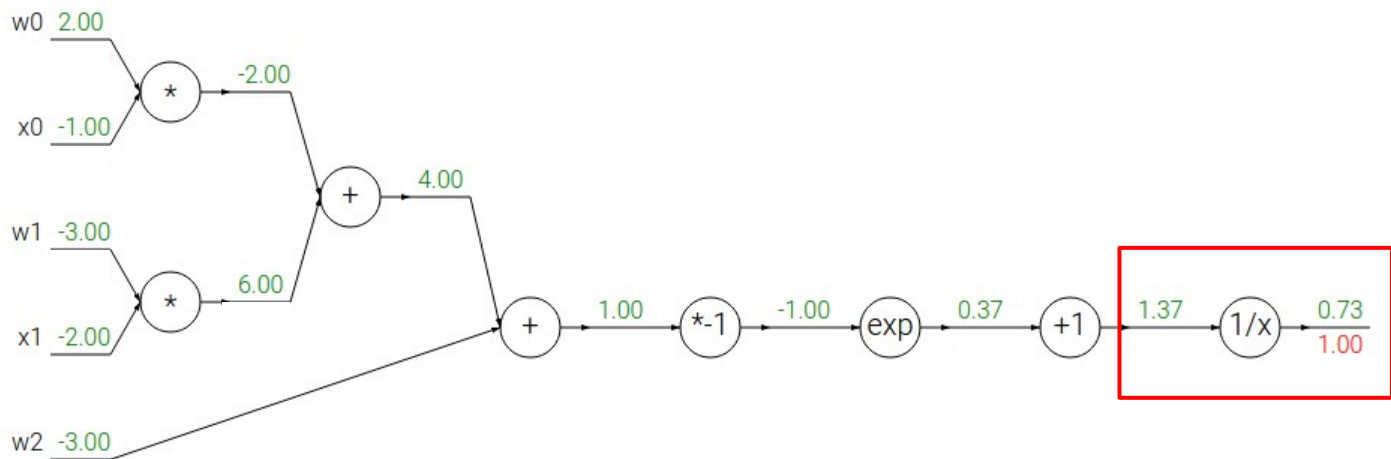 w0 2.00
* -2.00
x0 -1.00
+ 4.00
w1 -3.00
* 6.00
x1 -2.00
+ 1.00 *-1 -1.00 exp 0.37 +1 1.37 1/x 0.73
1.00
w2 -3.00